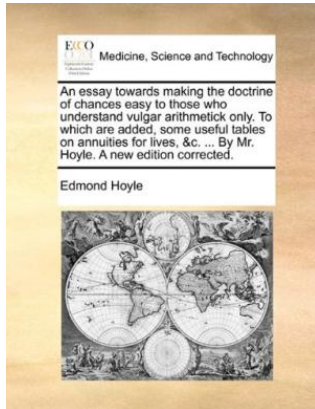 ECCO
Medicine, Science and Technology
An essay towards making the doctrine
of chances easy to those who
understand vulgar arithmetick only. To
which are added, some useful tables
on annuities for lives, &c. ... By Mr.
Hoyle. A new edition corrected.
Edmond Hoyle